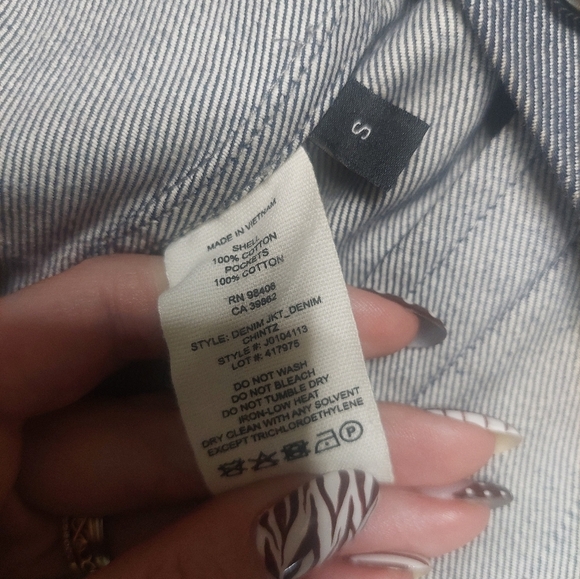 S
MADE IN VIETNAM
SHELL
100% COTTON
POCKETS
100% COTTON
RN 98406
CA 39862
STYLE: DENIM JKT_DENIM
CHINTZ
STYLE #: J0104113
LOT #: 417975
DO NOT WASH
DO NOT BLEACH
DO NOT TUMBLE DRY
IRON-LOW HEAT
DRY CLEAN WITH ANY SOLVENT
EXCEPT TRICHLOROETHYLENE
P